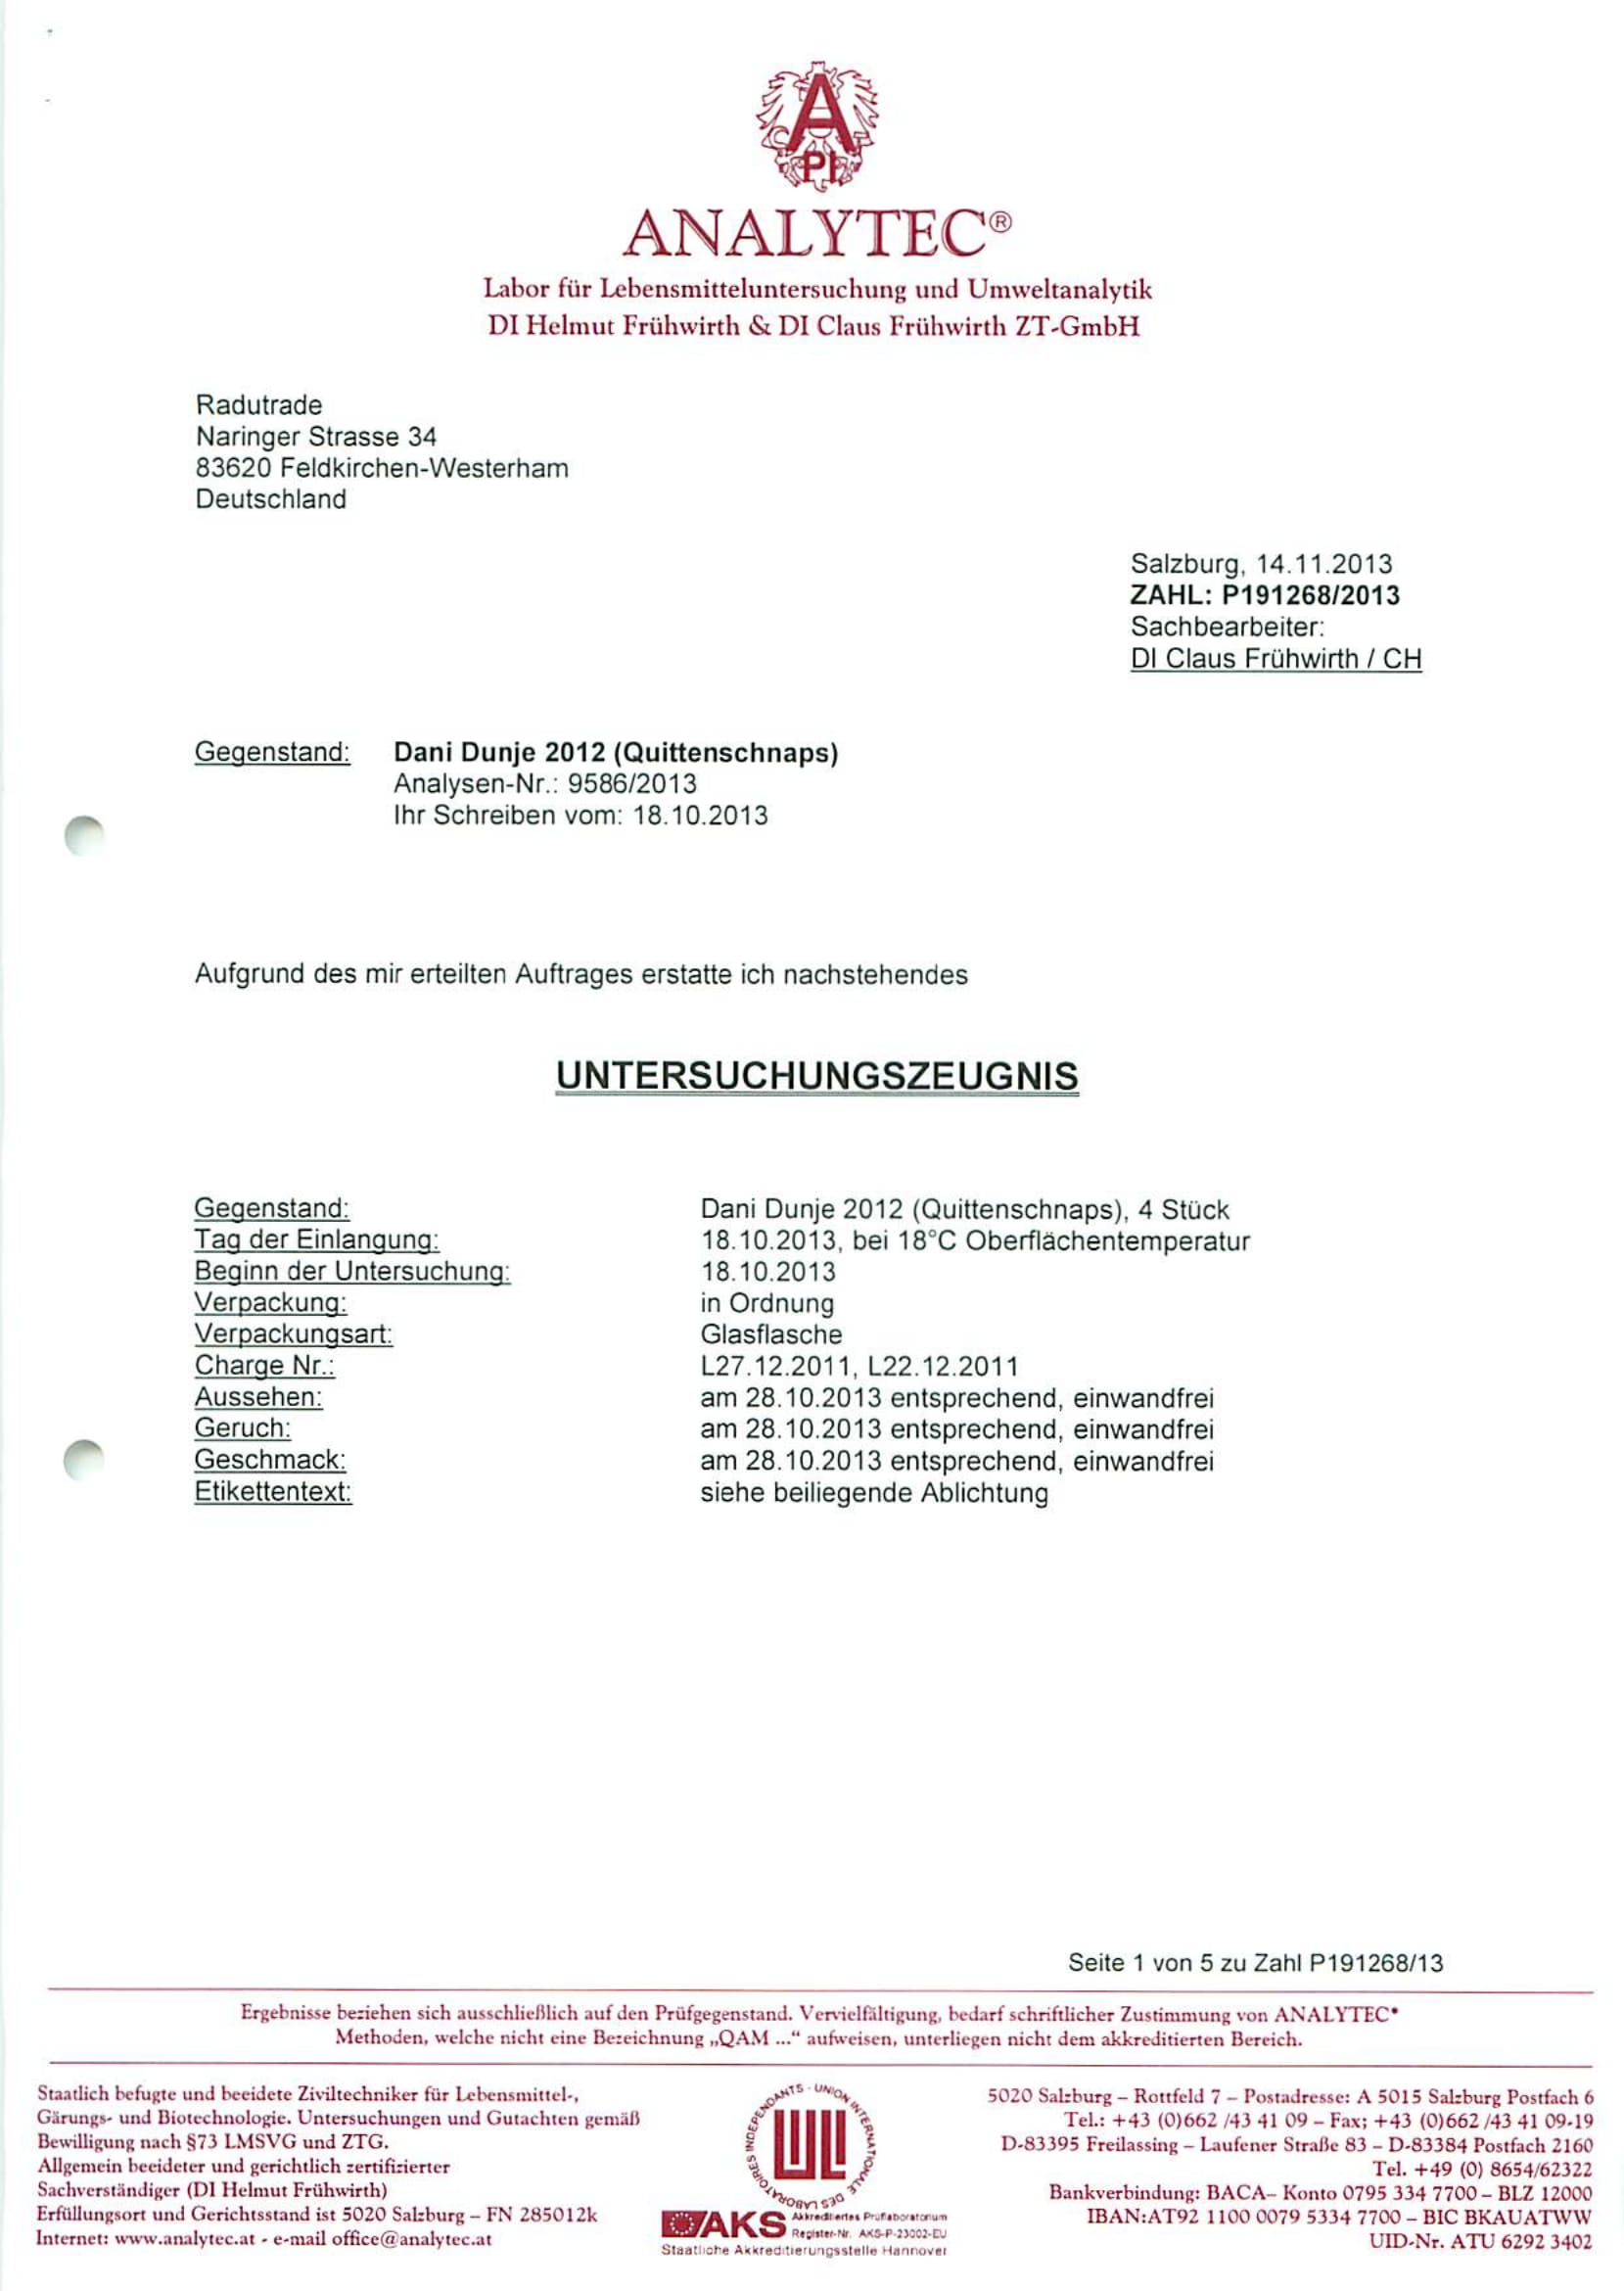 A
PI
ANALYTEC®
Labor für Lebensmitteluntersuchung und Umweltanalytik
DI Helmut Frühwirth & DI Claus Frühwirth ZT-GmbH
Radutrade
Naringer Strasse 34
83620 Feldkirchen-Westerham
Deutschland
Salzburg, 14.11.2013
ZAHL: P191268/2013
Sachbearbeiter:
DI Claus Frühwirth / CH
Gegenstand: Dani Dunje 2012 (Quittenschnaps)
Analysen-Nr.: 9586/2013
Ihr Schreiben vom: 18.10.2013
Aufgrund des mir erteilten Auftrages erstatte ich nachstehendes
UNTERSUCHUNGSZEUGNIS
Gegenstand: Dani Dunje 2012 (Quittenschnaps), 4 Stück
Tag der Einlangung: 18.10.2013, bei 18°C Oberflächentemperatur
Beginn der Untersuchung: 18.10.2013
Verpackung: in Ordnung
Verpackungsart: Glasflasche
Charge Nr.: L27.12.2011, L22.12.2011
Aussehen: am 28.10.2013 entsprechend, einwandfrei
Geruch: am 28.10.2013 entsprechend, einwandfrei
Geschmack: am 28.10.2013 entsprechend, einwandfrei
Etikettentext: siehe beiliegende Ablichtung
Seite 1 von 5 zu Zahl P191268/13
Ergebnisse beziehen sich ausschließlich auf den Prüfgegenstand. Vervielfältigung, bedarf schriftlicher Zustimmung von ANALYTEC®
Methoden, welche nicht eine Bezeichnung „QAM ...“ aufweisen, unterliegen nicht dem akkreditierten Bereich.
Staatlich befugte und beeidete Ziviltechniker für Lebensmittel-,
Gärungs- und Biotechnologie. Untersuchungen und Gutachten gemäß
Bewilligung nach §73 LMSVG und ZTG.
Allgemein beeideter und gerichtlich zertifizierter
Sachverständiger (DI Helmut Frühwirth)
Erfüllungsort und Gerichtsstand ist 5020 Salzburg – FN 285012k
Internet: www.analytec.at - e-mail office@analytec.at
UNION INTERNATIONALE DES LABORATOIRES INDEPENDANTS
UIL
AKS Akkreditiertes Prüflaboratorium
Register-Nr. AKS-P-23002-EU
Staatliche Akkreditierungsstelle Hannover
5020 Salzburg – Rottfeld 7 – Postadresse: A 5015 Salzburg Postfach 6
Tel.: +43 (0)662 /43 41 09 – Fax; +43 (0)662 /43 41 09-19
D-83395 Freilassing – Laufener Straße 83 – D-83384 Postfach 2160
Tel. +49 (0) 8654/62322
Bankverbindung: BACA– Konto 0795 334 7700 – BLZ 12000
IBAN:AT92 1100 0079 5334 7700 – BIC BKAUATWW
UID-Nr. ATU 6292 3402